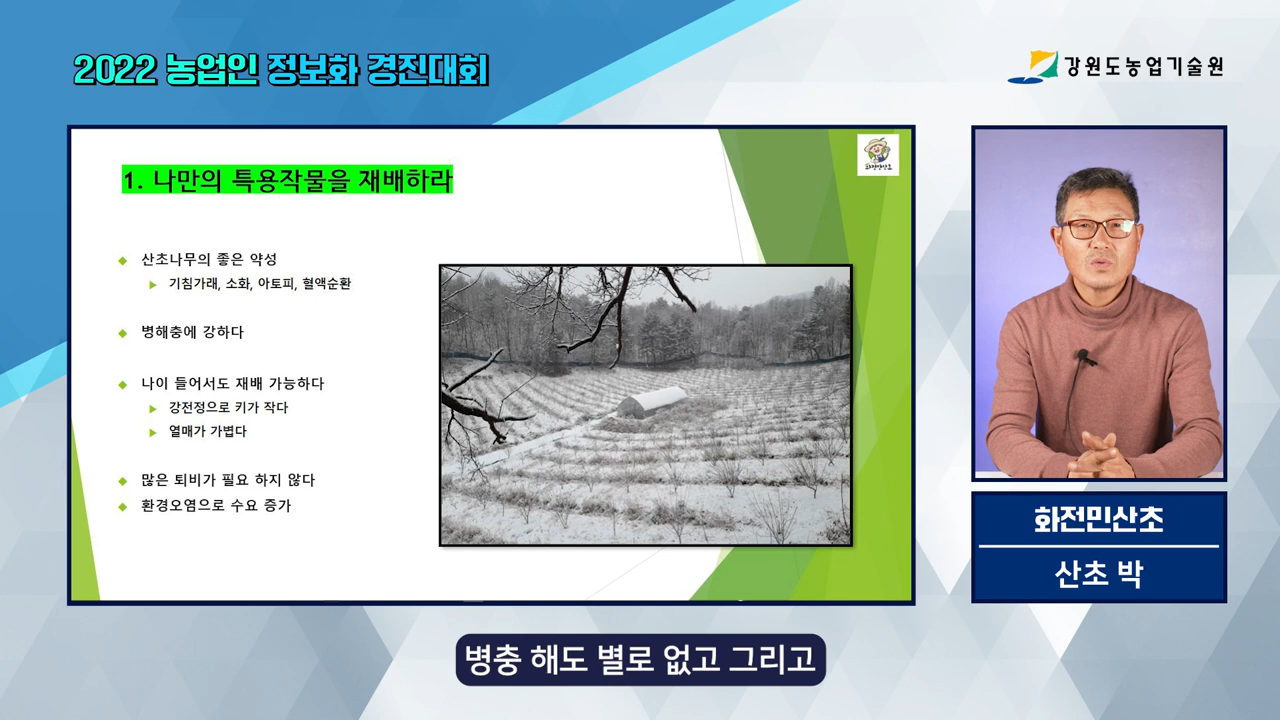 2022 농업인 정보화 경진대회
강원도농업기술원
1. 나만의 특용작물을 재배하라
산초나무의 좋은 약성
기침가래, 소화, 아토피, 혈액순환
병해충에 강하다
나이 들어서도 재배 가능하다
강전정으로 키가 작다
열매가 가볍다
많은 퇴비가 필요 하지 않다
환경오염으로 수요 증가
화전민산초
화전민산초
산초 박
병충 해도 별로 없고 그리고